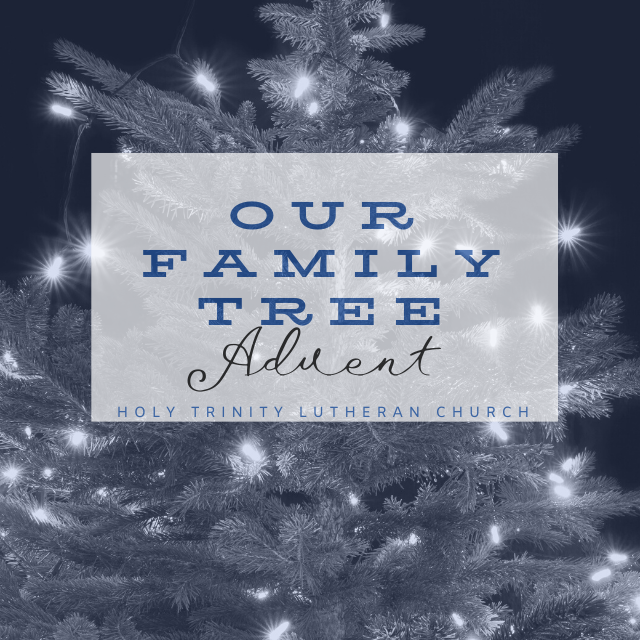 OUR
FAMILY
TREE
Advent
HOLY TRINITY LUTHERAN CHURCH